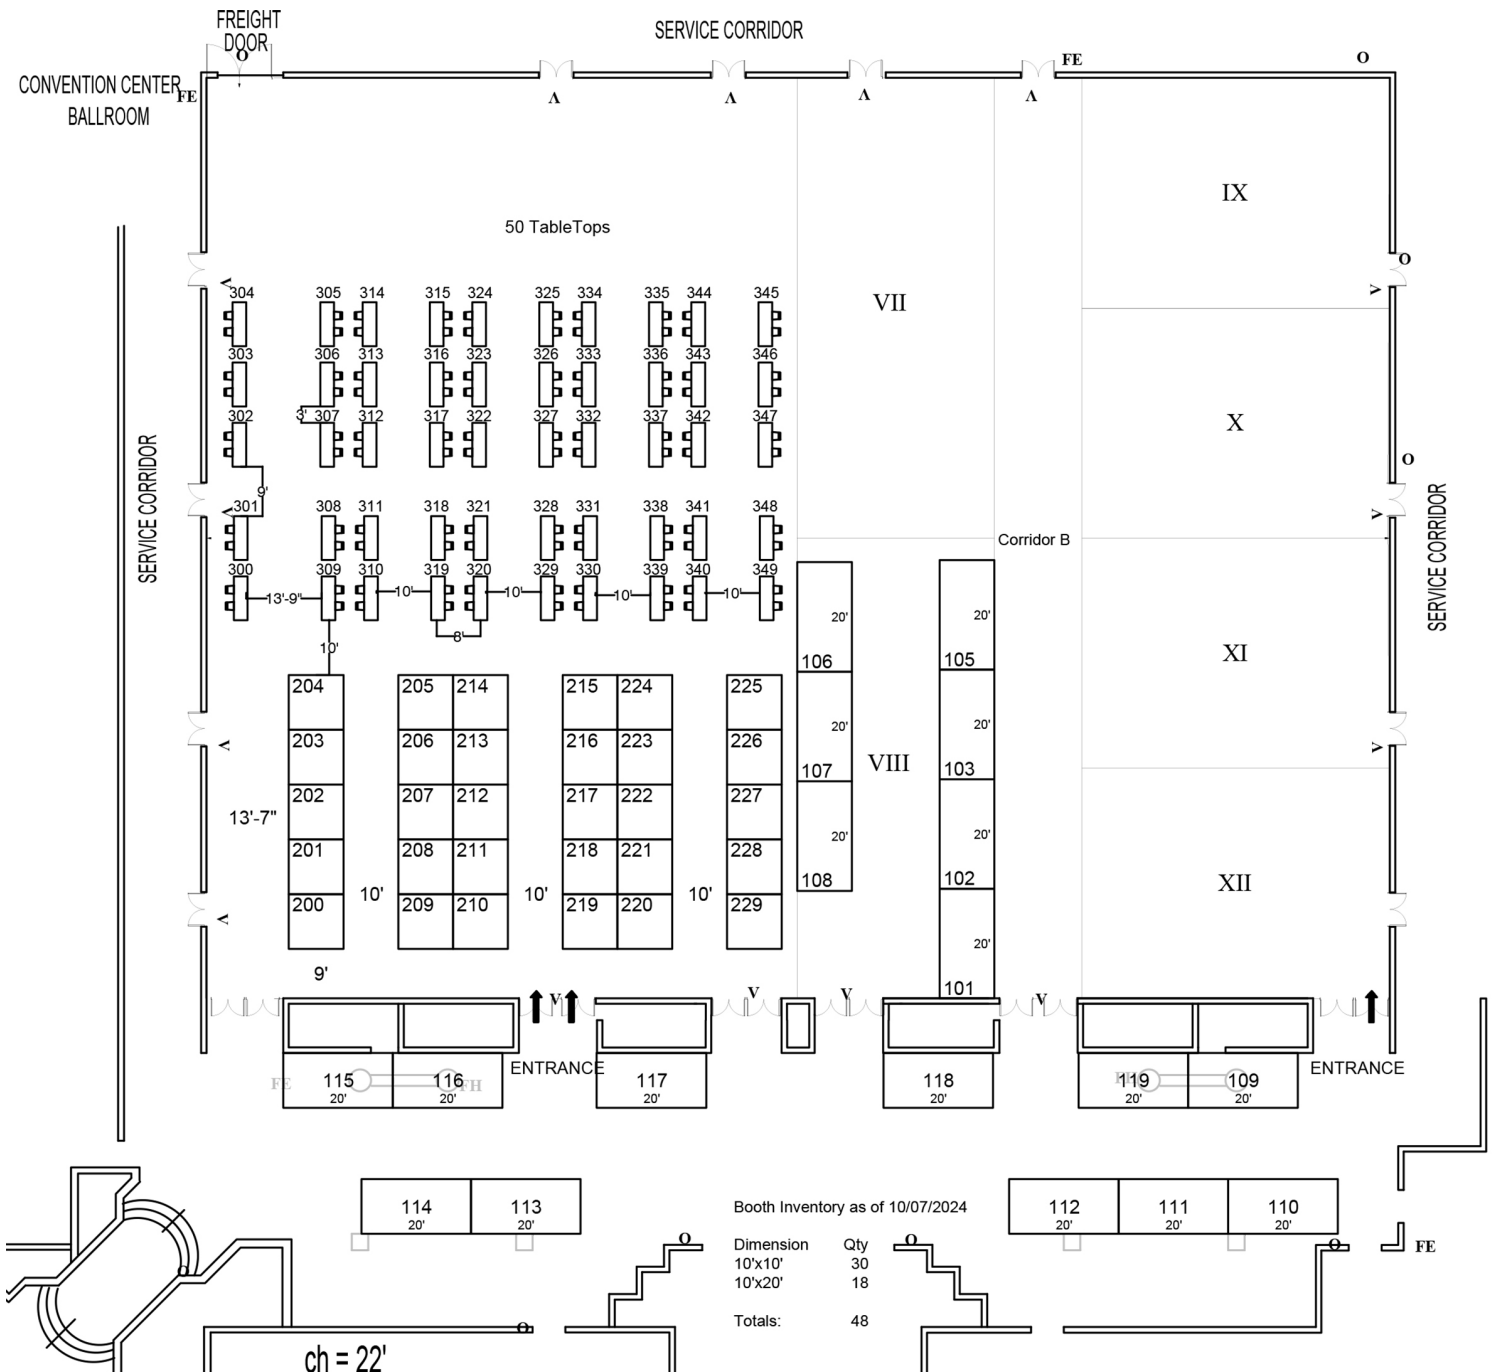 FREIGHT
DOOR
O
SERVICE CORRIDOR
FE
O
CONVENTION CENTER
BALLROOM
FE
V
V
V
V
IX
50 TableTops
VII
O
V
V
304 305 314 315 324 325 334 335 344 345
303 306 313 316 323 326 333 336 343 346
3'
302 307 312 317 322 327 332 337 342 347
X
O
SERVICE CORRIDOR
9'
V
V
301 308 311 318 321 328 331 338 341 348
Corridor B
SERVICE CORRIDOR
300 309 310 319 320 329 330 339 340 349
13'-9" 10' 10' 10' 10'
8'
10'
20' 20'
106 105
XI
204 205 214 215 224 225
20' 20'
203 206 213 216 223 226
V
V
107 103
VIII
202 207 212 217 222 227
13'-7"
20' 20'
201 208 211 218 221 228
108 102
XII
200 209 210 219 220 229
10' 10' 10'
V
20'
9'
101
V V V V
ENTRANCE
ENTRANCE
FE 115 116 FH 117 118 FH 119 109
20' 20' 20' 20' 20' 20'
114 113
20' 20'
112 111 110
20' 20' 20'
Booth Inventory as of 10/07/2024
Dimension Qty
10'x10' 30
10'x20' 18
Totals: 48
O O O FE
O
O
ch = 22'